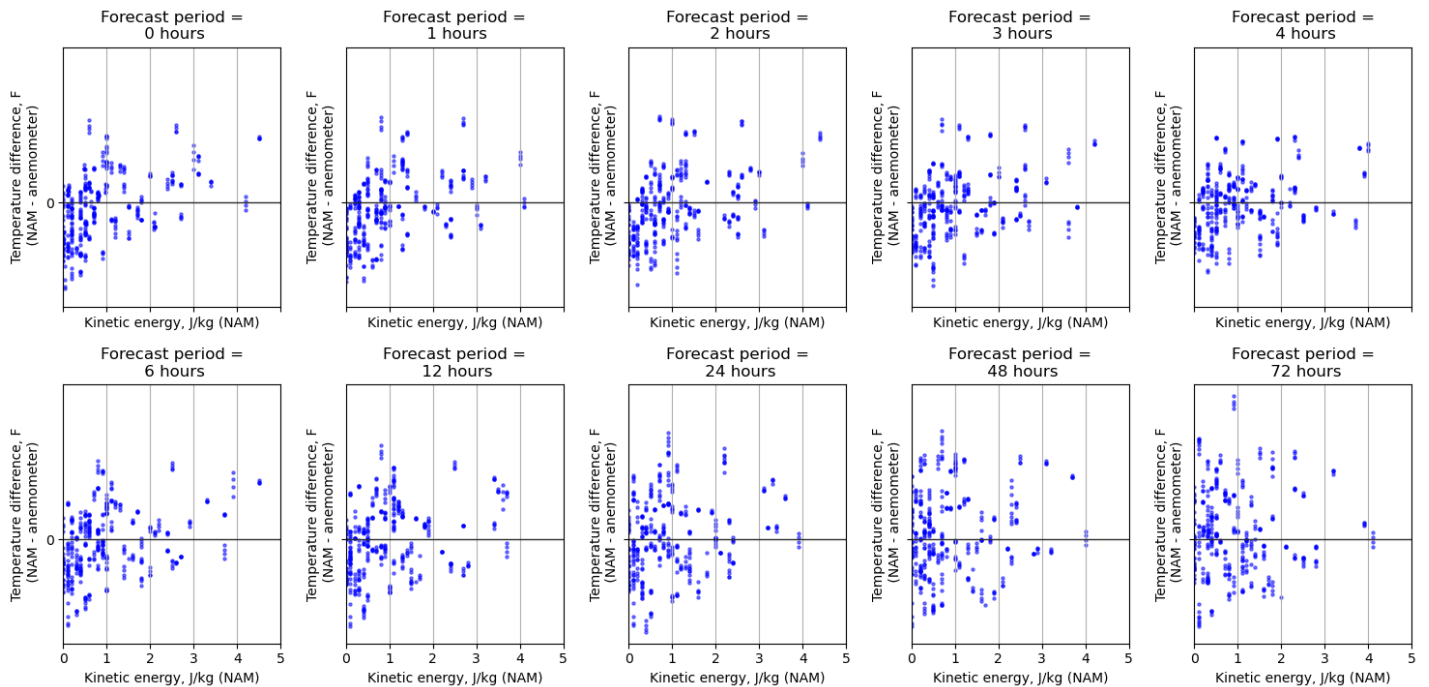 Forecast period =
0 hours
Forecast period =
1 hours
Forecast period =
2 hours
Forecast period =
3 hours
Forecast period =
4 hours
Temperature difference, F
(NAM - anemometer)
0
Temperature difference, F
(NAM - anemometer)
Temperature difference, F
(NAM - anemometer)
Temperature difference, F
(NAM - anemometer)
Temperature difference, F
(NAM - anemometer)
Kinetic energy, J/kg (NAM)
Kinetic energy, J/kg (NAM)
Kinetic energy, J/kg (NAM)
Kinetic energy, J/kg (NAM)
Kinetic energy, J/kg (NAM)
Forecast period =
6 hours
Forecast period =
12 hours
Forecast period =
24 hours
Forecast period =
48 hours
Forecast period =
72 hours
Temperature difference, F
(NAM - anemometer)
0
Temperature difference, F
(NAM - anemometer)
Temperature difference, F
(NAM - anemometer)
Temperature difference, F
(NAM - anemometer)
Temperature difference, F
(NAM - anemometer)
0 1 2 3 4 5
0 1 2 3 4 5
0 1 2 3 4 5
0 1 2 3 4 5
0 1 2 3 4 5
Kinetic energy, J/kg (NAM)
Kinetic energy, J/kg (NAM)
Kinetic energy, J/kg (NAM)
Kinetic energy, J/kg (NAM)
Kinetic energy, J/kg (NAM)